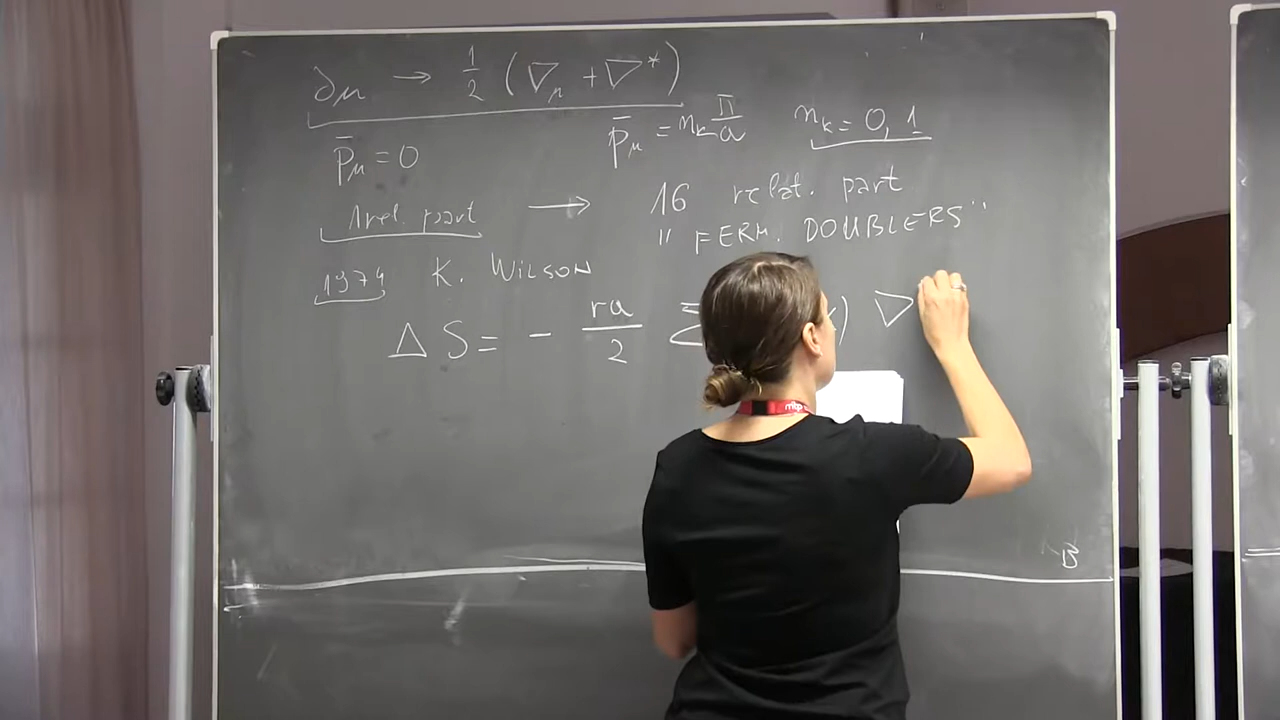 ∂μ → 1/2 (∇μ + ∇*)
p̄μ = 0 p̄μ = nₖ π/a nₖ = 0, 1
1 rel. part → 16 relat. part
" FERM. DOUBLERS"
1974 K. WILSON
ΔS = - ra/2 Σ ) ∇
B
mitp